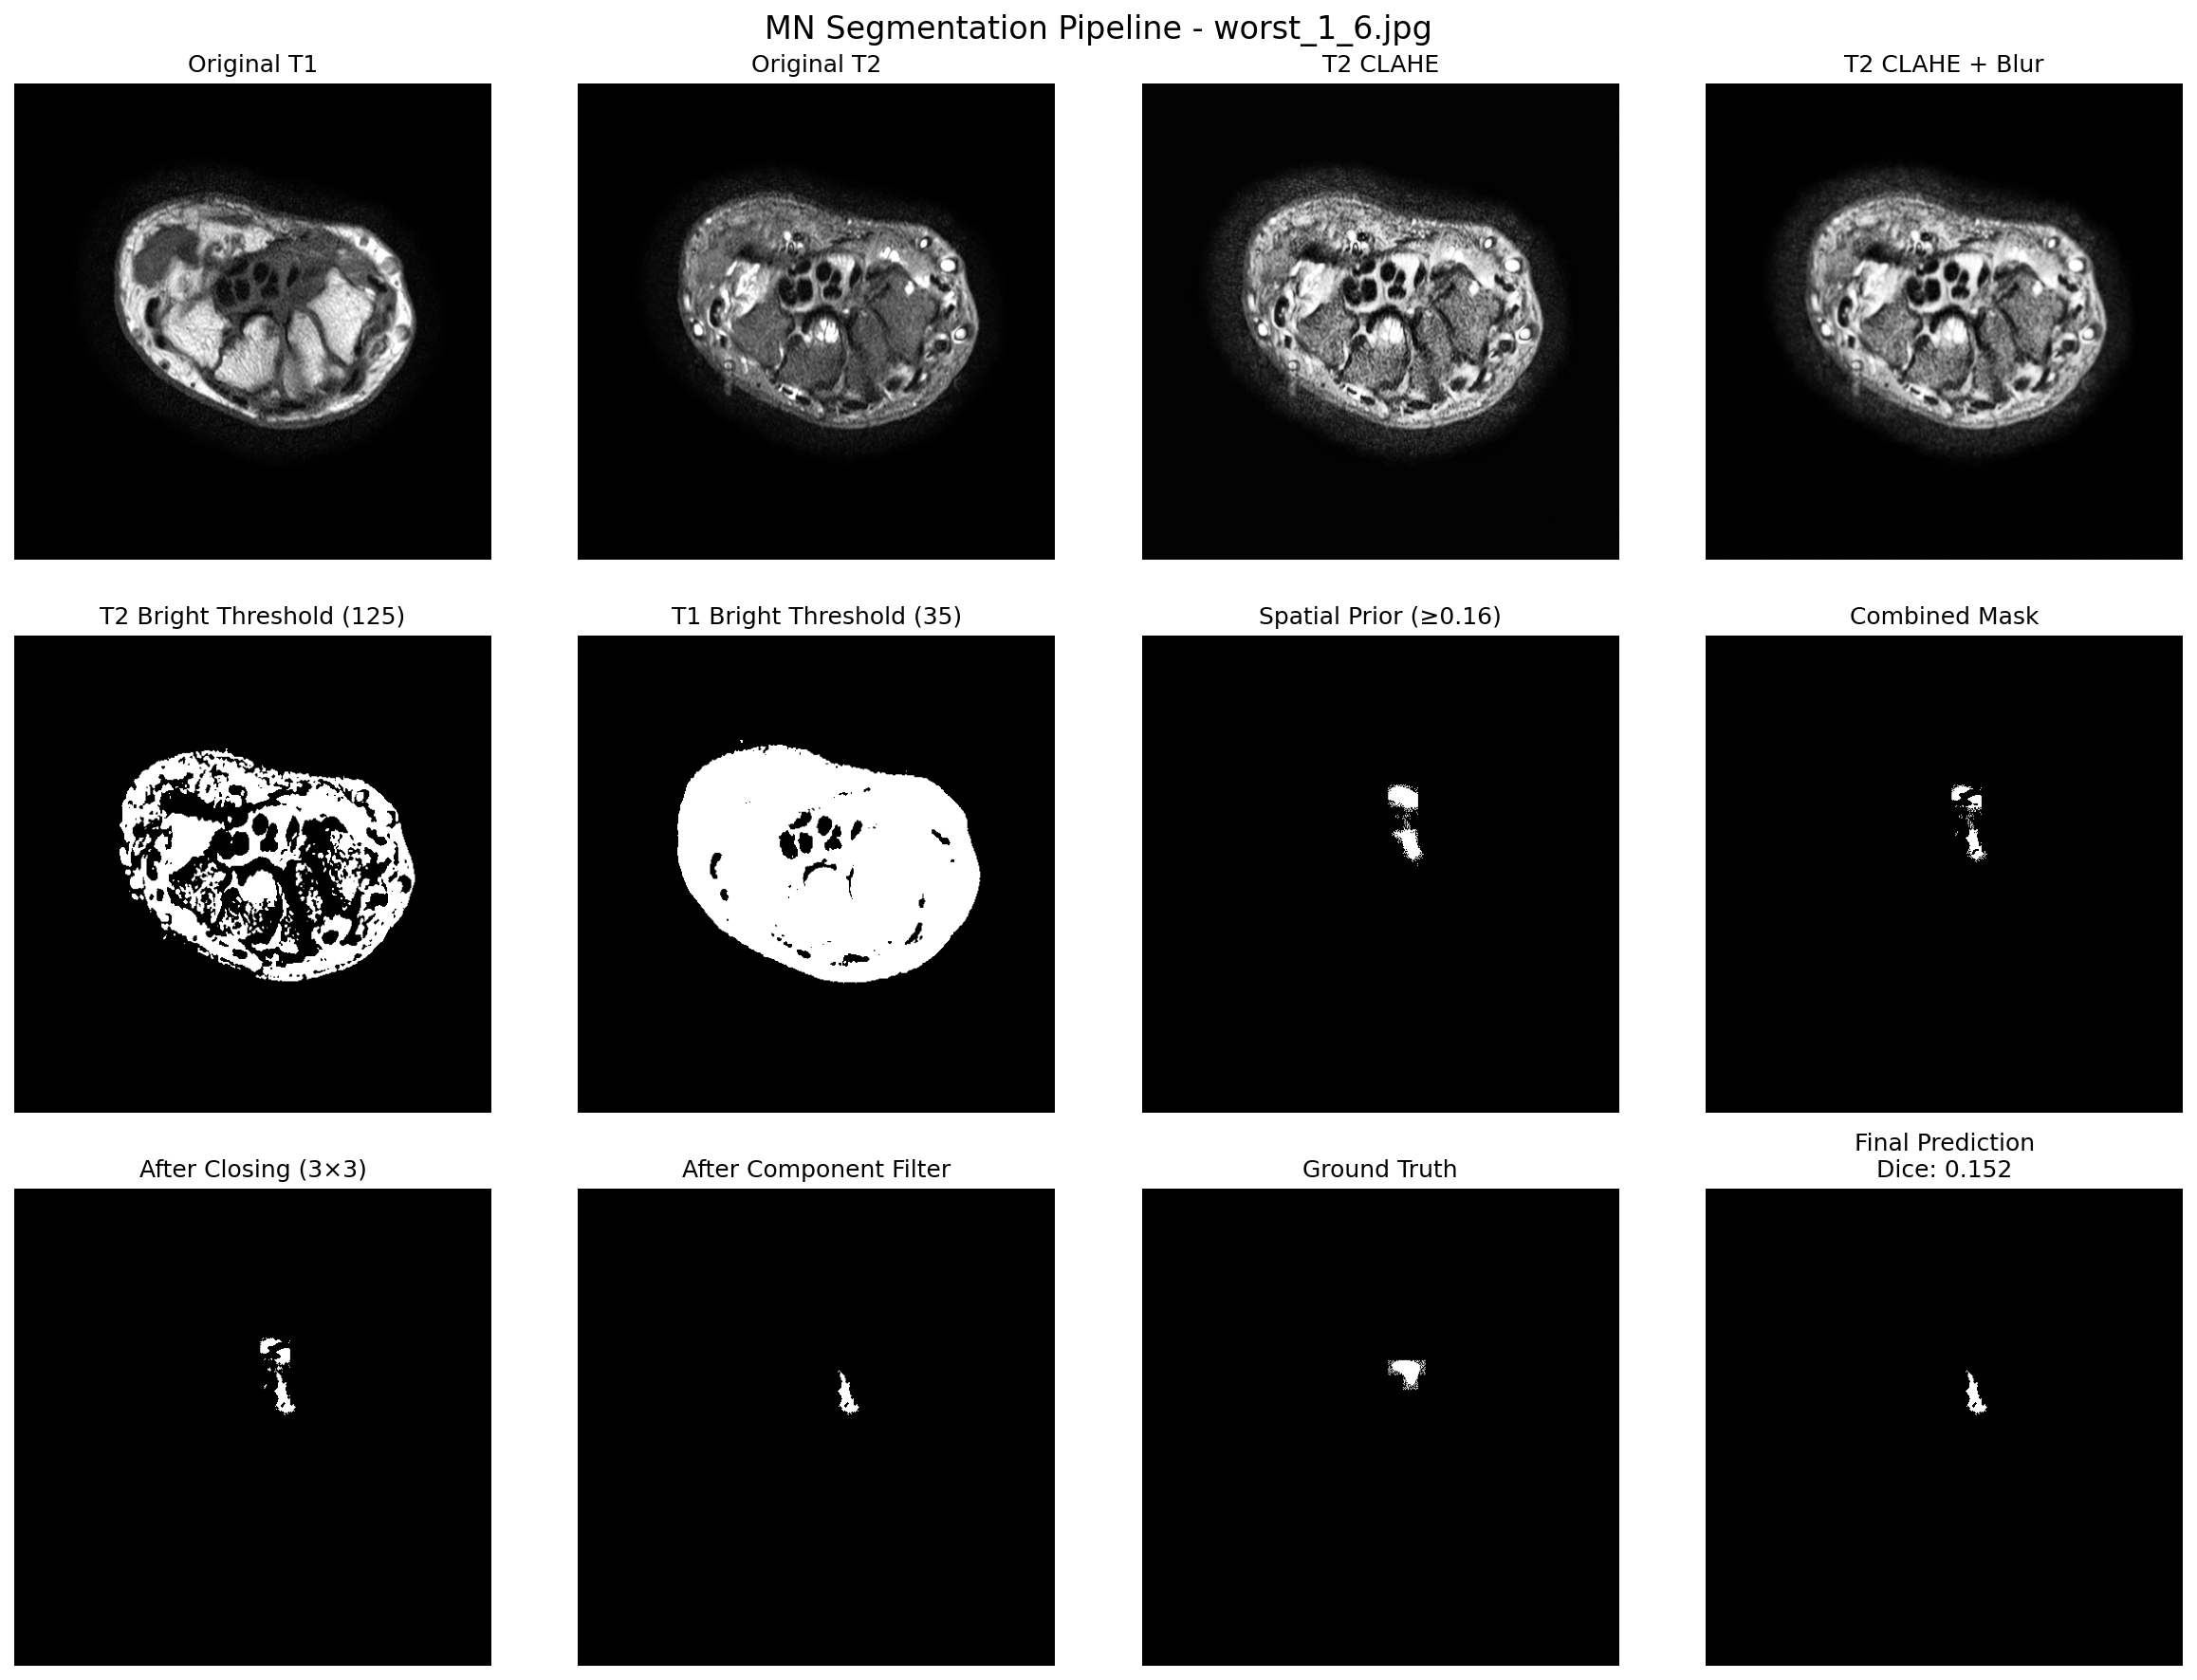 MN Segmentation Pipeline - worst_1_6.jpg
Original T1
Original T2
T2 CLAHE
T2 CLAHE + Blur
T2 Bright Threshold (125)
T1 Bright Threshold (35)
Spatial Prior (≥0.16)
Combined Mask
After Closing (3×3)
After Component Filter
Ground Truth
Final Prediction
Dice: 0.152